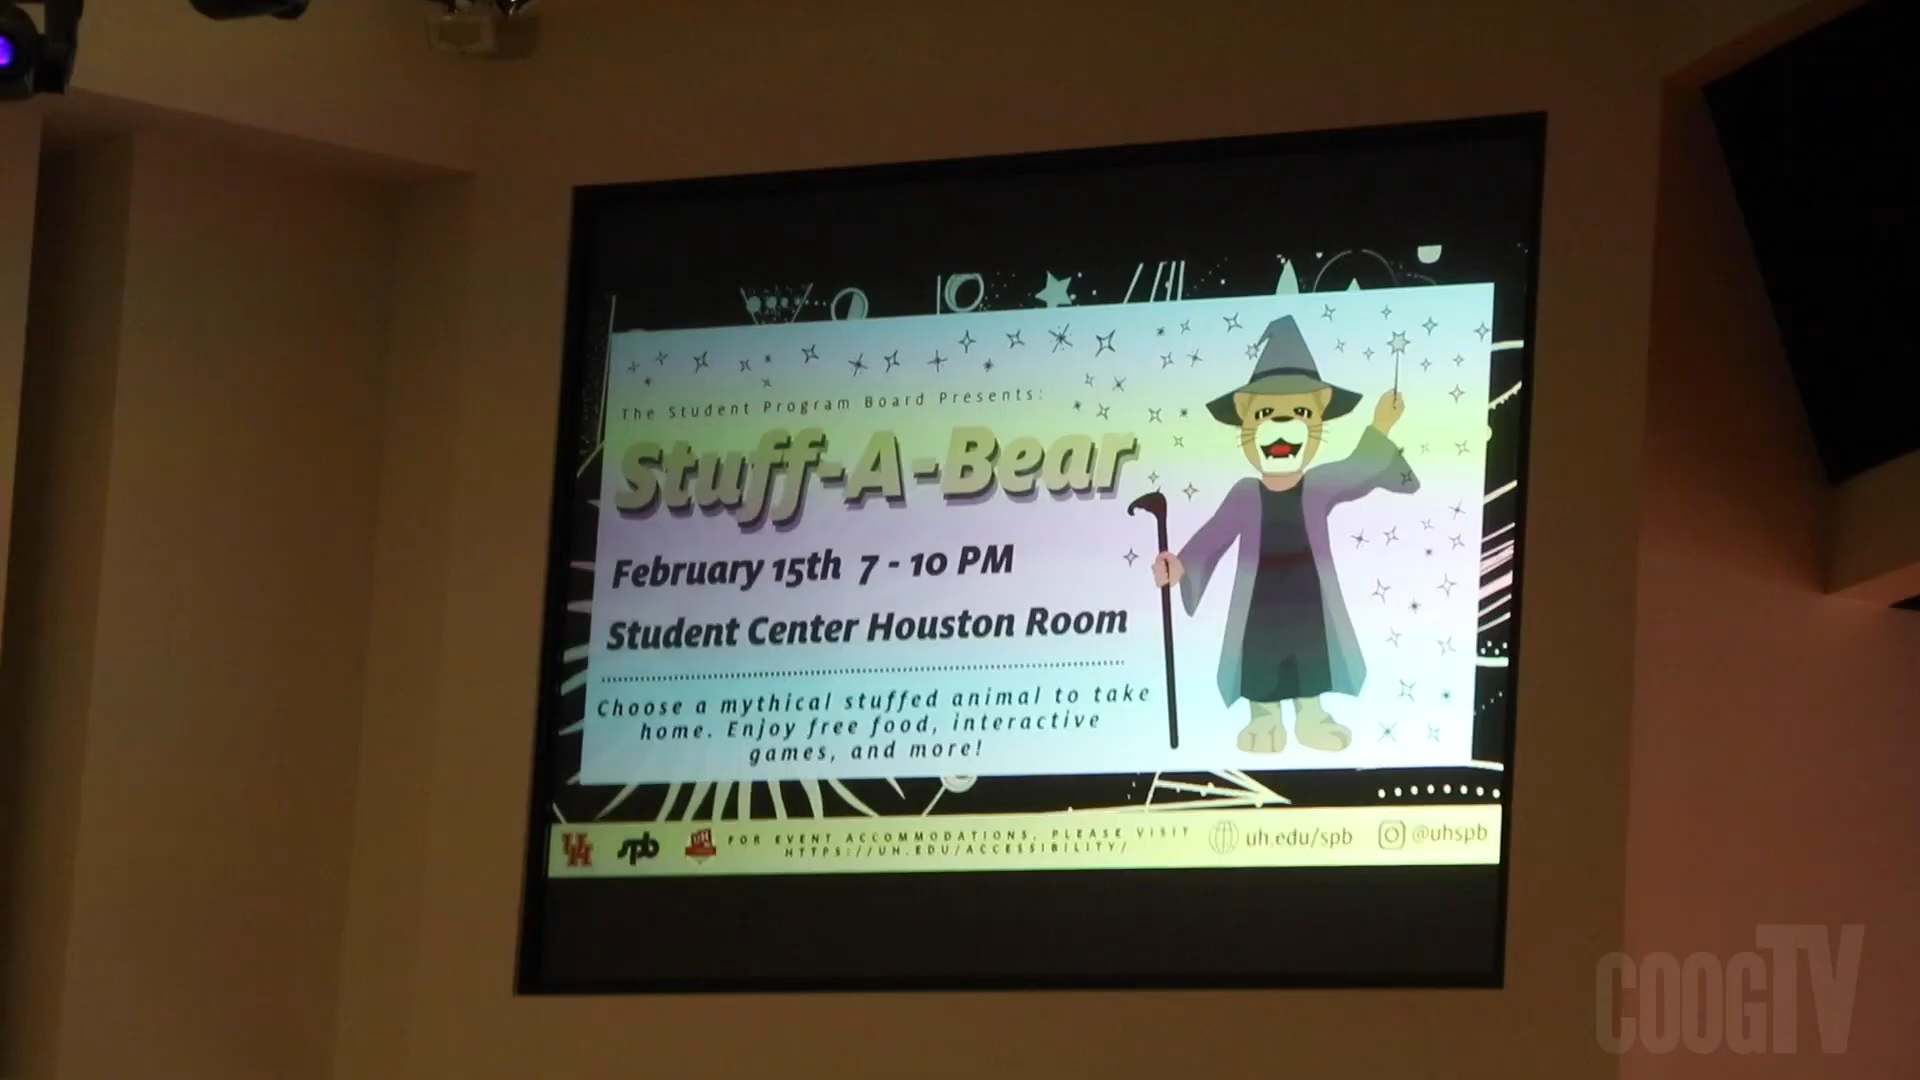 The Student Program Board Presents:
Stuff-A-Bear
February 15th 7 - 10 PM
Student Center Houston Room
Choose a mythical stuffed animal to take
home. Enjoy free food, interactive
games, and more!
UH spb UH FOR EVENT ACCOMMODATIONS, PLEASE VISIT
HTTPS://UH.EDU/ACCESSIBILITY/
uh.edu/spb @uhspb
COOGTV